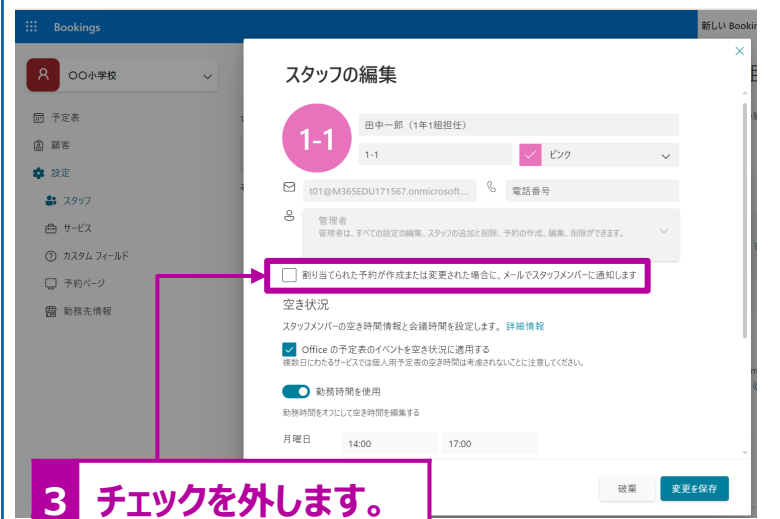 Bookings
新しい Bookin
〇〇小学校
予定表
顧客
設定
スタッフ
サービス
カスタム フィールド
予約ページ
勤務先情報
スタッフの編集
1-1
田中一郎（1年1組担任）
1-1
ピンク
t01@M365EDU171567.onmicrosoft....
電話番号
管理者
管理者は、すべての設定の編集、スタッフの追加と削除、予約の作成、編集、削除ができます。
割り当てられた予約が作成または変更された場合に、メールでスタッフメンバーに通知します
空き状況
スタッフメンバーの空き時間情報と会議時間を設定します。 詳細情報
Office の予定表のイベントを空き状況に適用する
複数日にわたるサービスでは個人用予定表の空き時間は考慮されないことに注意してください。
勤務時間を使用
勤務時間をオフにして空き時間を編集する
月曜日
14:00
17:00
破棄
変更を保存
3 チェックを外します。